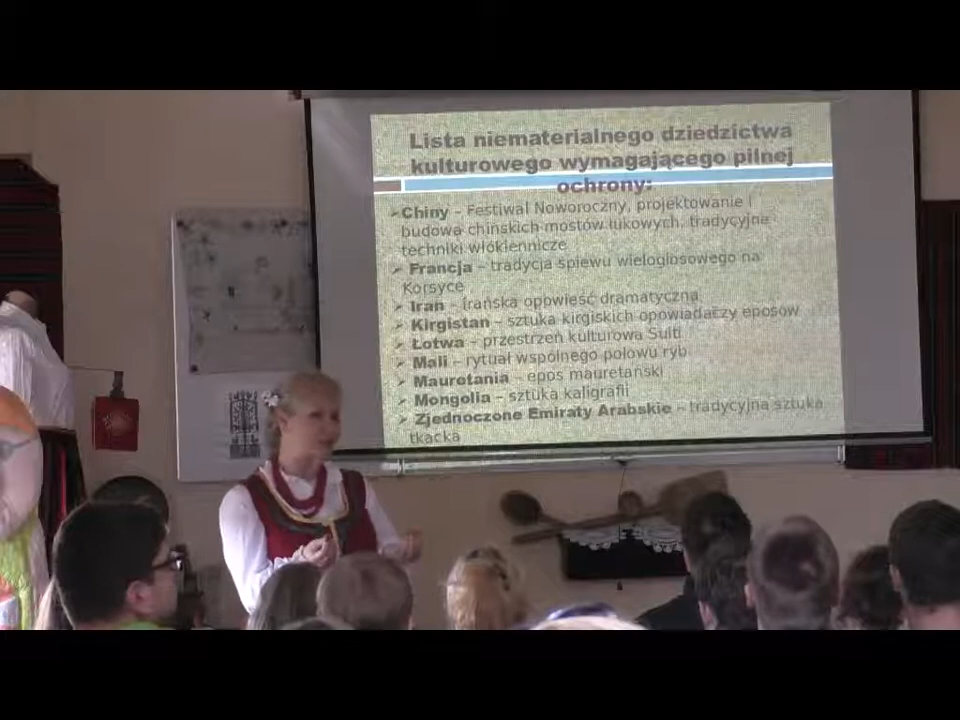 Lista niematerialnego dziedzictwa
kulturowego wymagającego pilnej
ochrony:
Chiny – Festiwal Noworoczny, projektowanie i
budowa chińskich mostów łukowych, tradycyjne
techniki włókiennicze
Francja – tradycja śpiewu wielogłosowego na
Korsyce
Iran – irańska opowieść dramatyczna
Kirgistan – sztuka kirgiskich opowiadaczy eposów
Łotwa – przestrzeń kulturowa Suiti
Mali – rytuał wspólnego połowu ryb
Maurotania – epos mauretański
Mongolia – sztuka kaligrafii
Zjednoczone Emiraty Arabskie – tradycyjna sztuka
tkacka